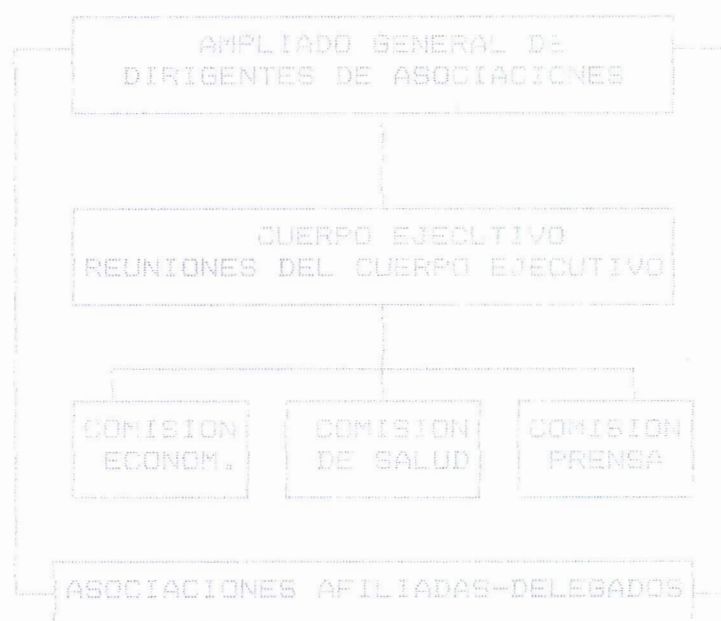 AMPLIADO GENERAL DE
DIRIGENTES DE ASOCIACIONES
CUERPO EJECUTIVO
REUNIONES DEL CUERPO EJECUTIVO
COMISION
ECONOM.
COMISION
DE SALUD
COMISION
PRENSA
ASOCIACIONES AFILIADAS-DELEGADOS